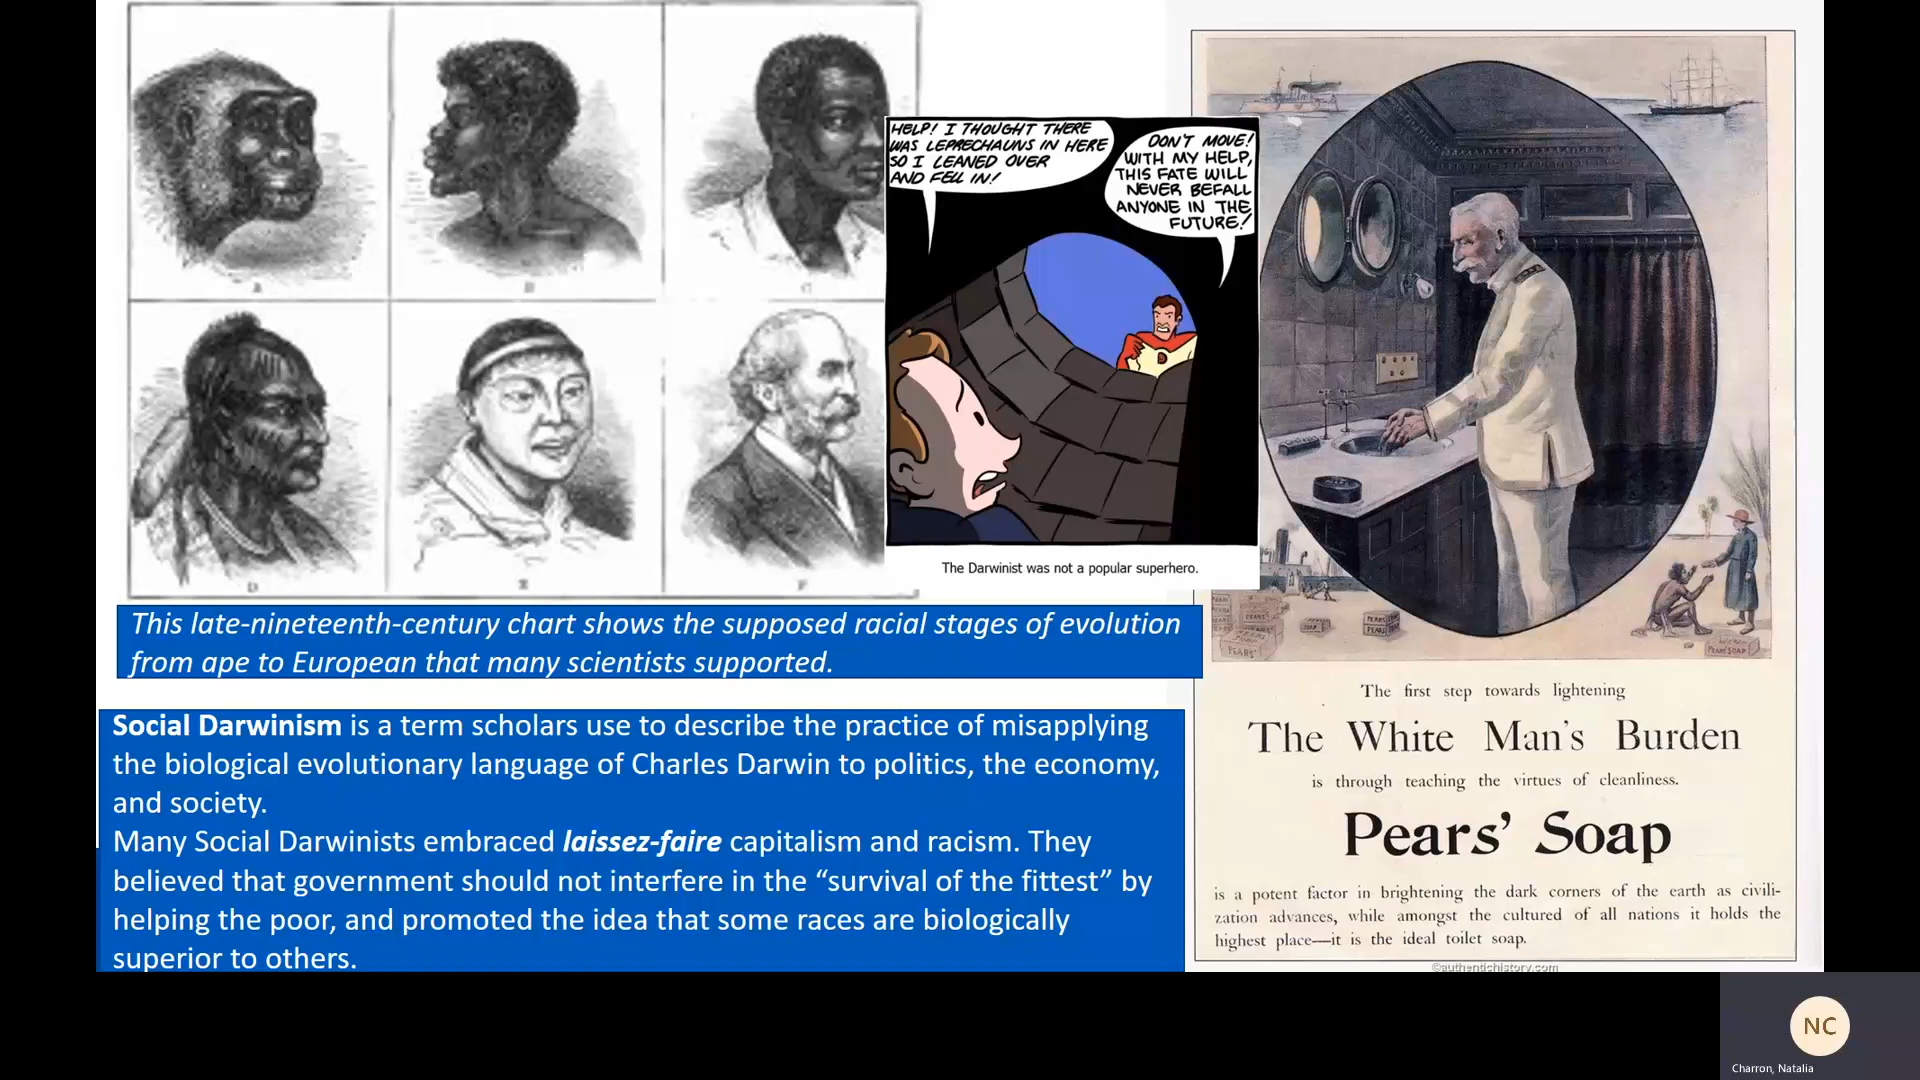 A
B
C
D
E
F
HELP! I THOUGHT THERE
WAS LEPRECHAUNS IN HERE
SO I LEANED OVER
AND FELL IN!
DON'T MOVE!
WITH MY HELP,
THIS FATE WILL
NEVER BEFALL
ANYONE IN THE
FUTURE!
D
The Darwinist was not a popular superhero.
This late-nineteenth-century chart shows the supposed racial stages of evolution
from ape to European that many scientists supported.
Social Darwinism is a term scholars use to describe the practice of misapplying
the biological evolutionary language of Charles Darwin to politics, the economy,
and society.
Many Social Darwinists embraced laissez-faire capitalism and racism. They
believed that government should not interfere in the “survival of the fittest” by
helping the poor, and promoted the idea that some races are biologically
superior to others.
PEARS'
PEARS SOAP
The first step towards lightening
The White Man's Burden
is through teaching the virtues of cleanliness.
Pears' Soap
is a potent factor in brightening the dark corners of the earth as civili-
zation advances, while amongst the cultured of all nations it holds the
highest place—it is the ideal toilet soap.
©authentichistory.com
NC
Charron, Natalia